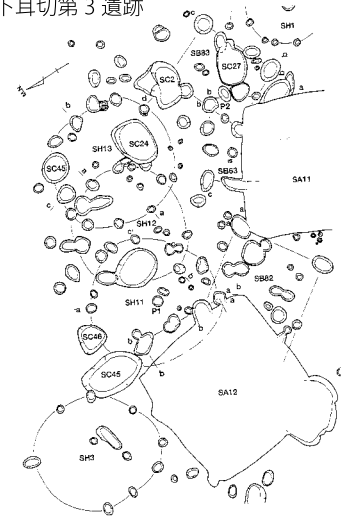 下耳切第3遺跡
SH1
SB83
SC2
SC27
P2
SC24
SH13
SC45
SB63
SA11
SH12
SB82
SH11
P1
SC46
SC45
SA12
SH3